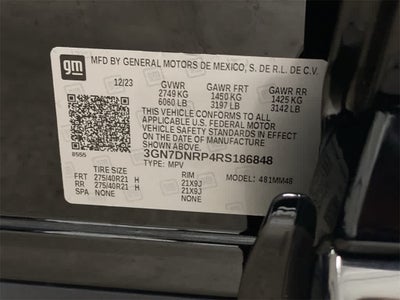 gm
MFD BY GENERAL MOTORS DE MEXICO, S. DE R.L. DE C.V.
12/23 GVWR GAWR FRT GAWR RR
2749 KG 1450 KG 1425 KG
6060 LB 3197 LB 3142 LB
THIS VEHICLE CONFORMS TO ALL
APPLICABLE U.S. FEDERAL MOTOR
VEHICLE SAFETY STANDARDS IN EFFECT
ON THE DATE OF MANUFACTURE
SHOWN ABOVE.
8555 3GN7DNRP4RS186848
TYPE: MPV MODEL: 481MM48
TIRE SIZE RIM
FRT 275/40R21 H 21X9J
RR 275/40R21 H 21X9J
SPA NONE NONE